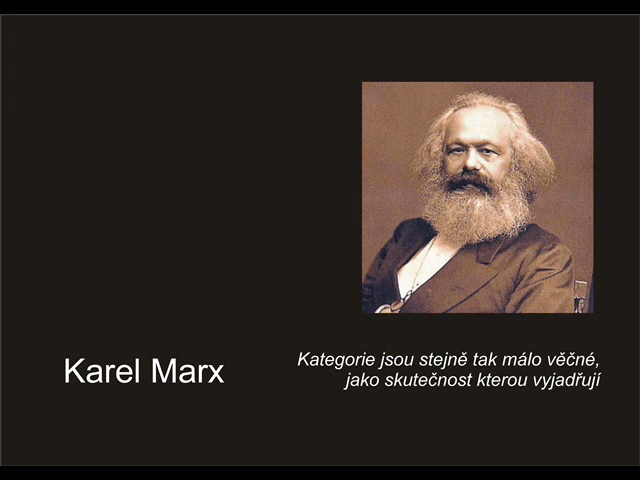 Karel Marx
Kategorie jsou stejně tak málo věčné,
jako skutečnost kterou vyjadřují